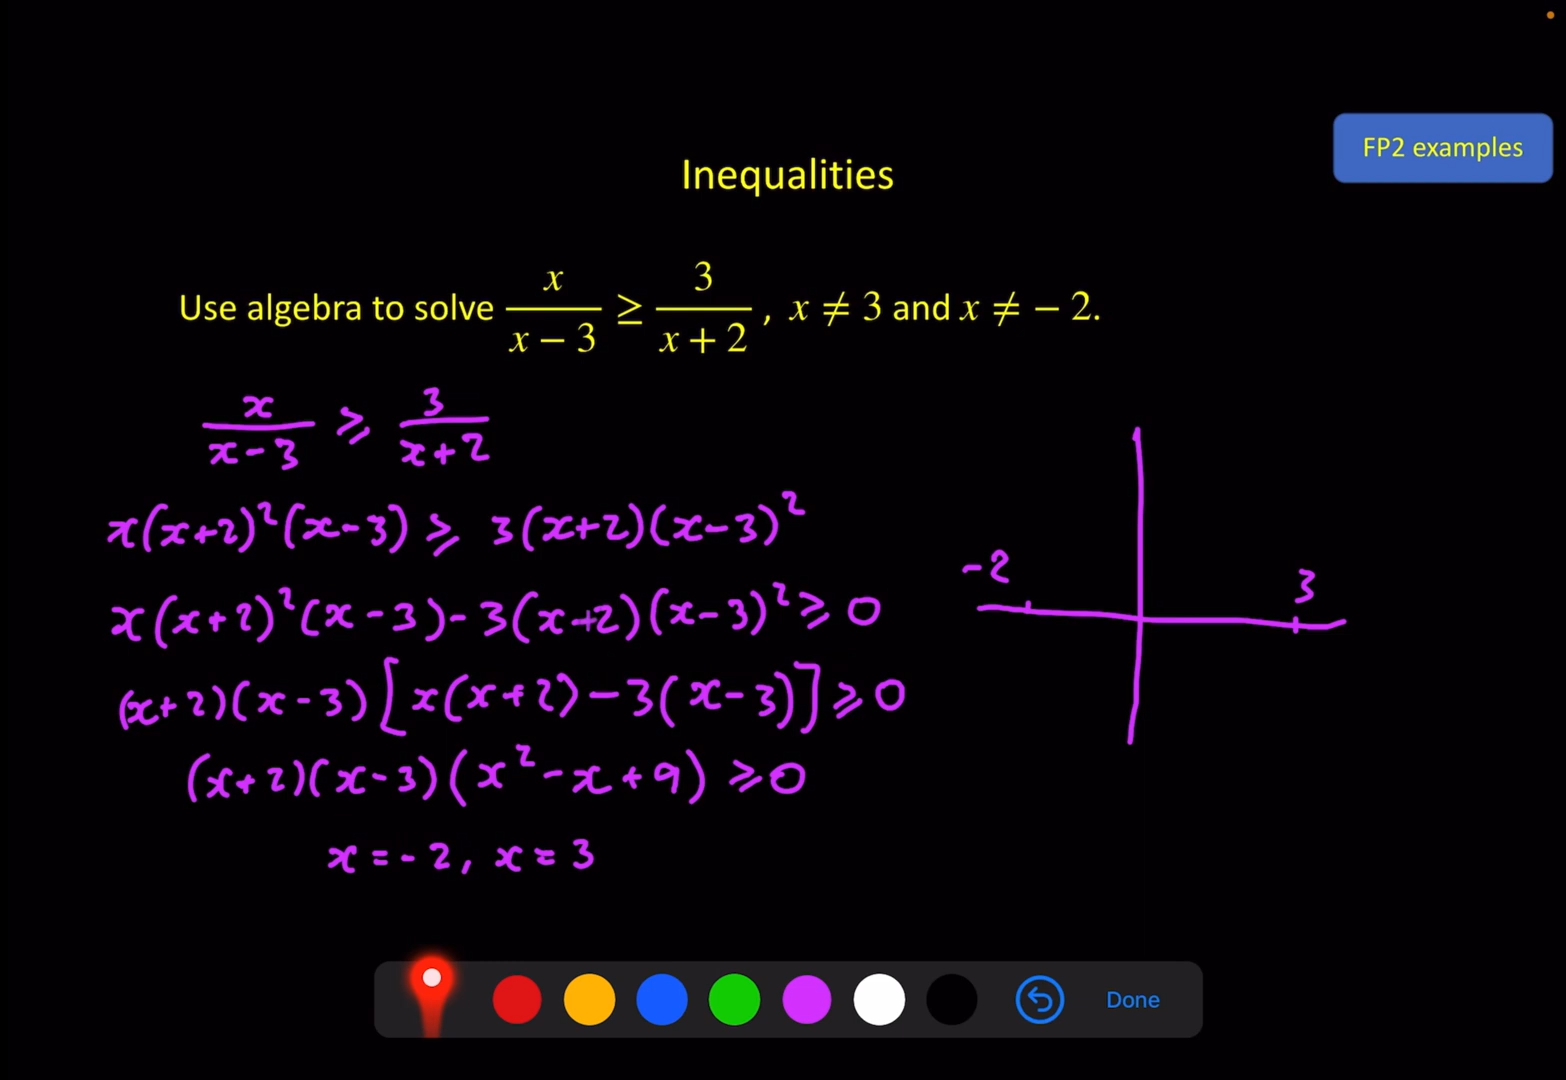 FP2 examples
Inequalities
Use algebra to solve x/(x − 3) ≥ 3/(x + 2), x ≠ 3 and x ≠ − 2.
x/(x-3) ⩾ 3/(x+2)
x(x+2)²(x-3) ⩾ 3(x+2)(x-3)²
x(x+2)²(x-3)-3(x+2)(x-3)² ⩾ 0
(x+2)(x-3)[x(x+2)-3(x-3)] ⩾ 0
(x+2)(x-3)(x²-x+9) ⩾ 0
x=-2, x=3
-2
3
Done